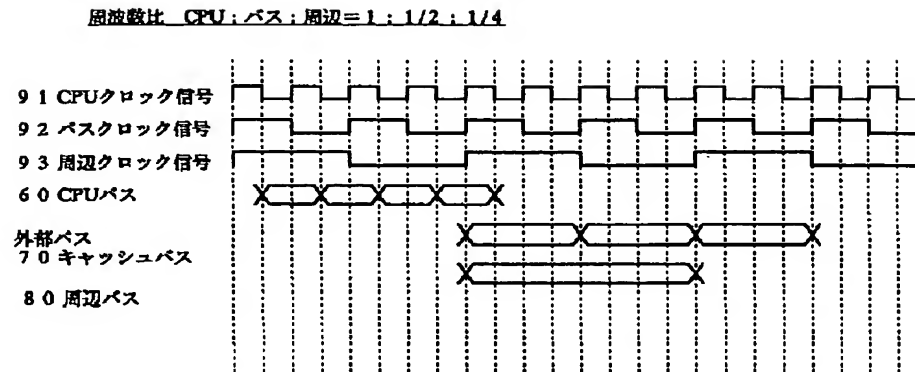 周波数比 CPU：バス：周辺＝1：1/2：1/4
91 CPUクロック信号
92 バスクロック信号
93 周辺クロック信号
60 CPUバス
外部バス
70 キャッシュバス
80 周辺バス